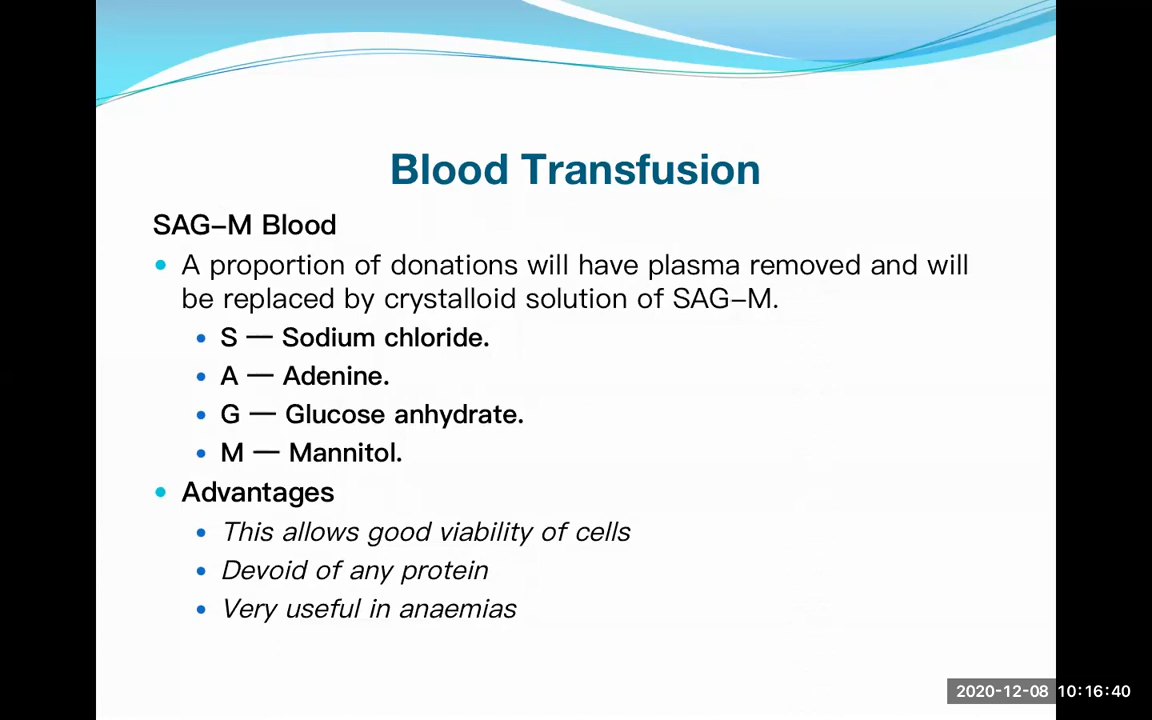 Blood Transfusion
SAG–M Blood
• A proportion of donations will have plasma removed and will
be replaced by crystalloid solution of SAG–M.
• S — Sodium chloride.
• A — Adenine.
• G — Glucose anhydrate.
• M — Mannitol.
• Advantages
• This allows good viability of cells
• Devoid of any protein
• Very useful in anaemias
2020-12-08 10:16:40